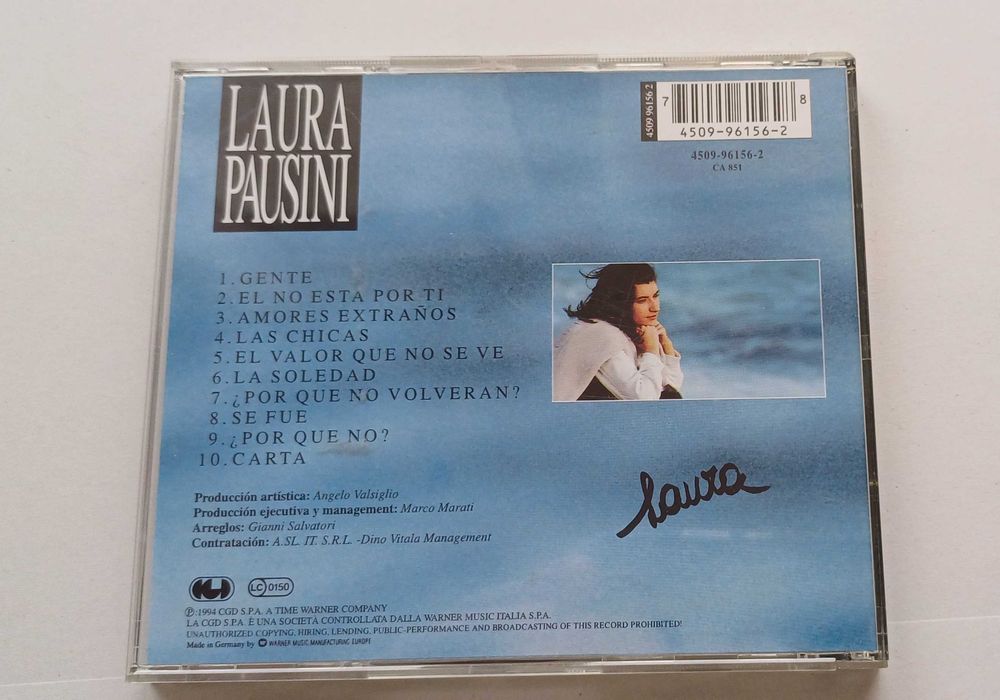 LAURA
PAUSINI
4509 96156 2
7
8
4509-96156-2
4509-96156-2
CA 851
1. GENTE
2. EL NO ESTA POR TI
3. AMORES EXTRAÑOS
4. LAS CHICAS
5. EL VALOR QUE NO SE VE
6. LA SOLEDAD
7. ¿POR QUE NO VOLVERAN?
8. SE FUE
9. ¿POR QUE NO?
10. CARTA
Laura
Producción artística: Angelo Valsiglio
Producción ejecutiva y management: Marco Marati
Arreglos: Gianni Salvatori
Contratación: A.SL. IT. S.R.L. -Dino Vitala Management
LC 0150
℗ 1994 CGD S.P.A. A TIME WARNER COMPANY
LA CGD S.P.A. È UNA SOCIETÀ CONTROLLATA DALLA WARNER MUSIC ITALIA S.P.A.
UNAUTHORIZED COPYING, HIRING, LENDING, PUBLIC-PERFORMANCE AND BROADCASTING OF THIS RECORD PROHIBITED!
Made in Germany by WARNER MUSIC MANUFACTURING EUROPE